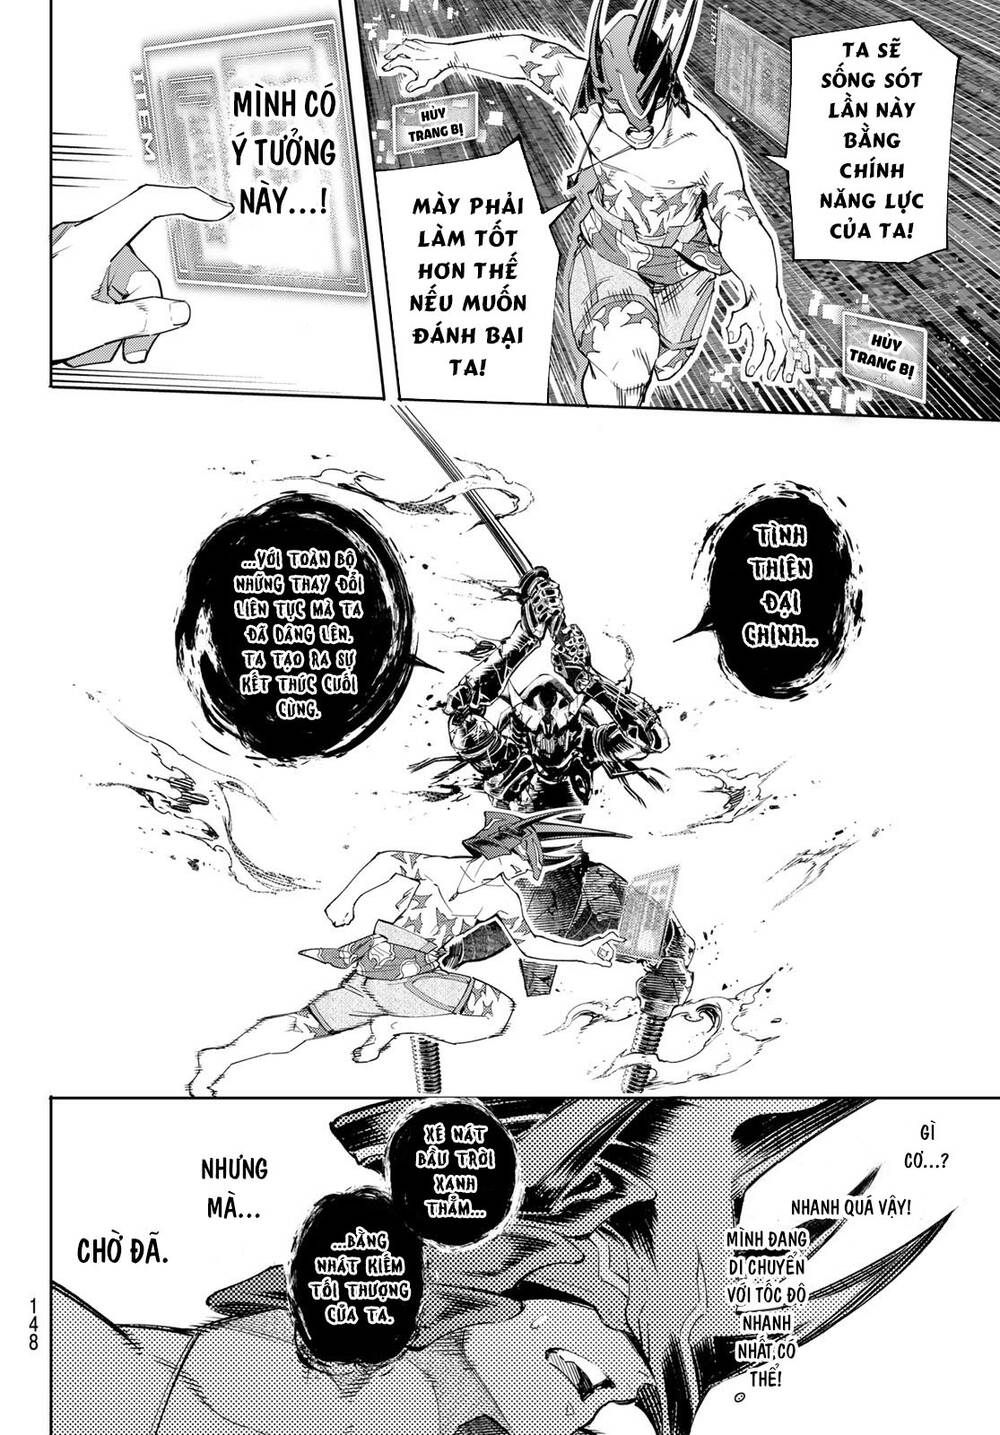 TA SẼ
SỐNG SÓT
LẦN NÀY
BẰNG
CHÍNH
NĂNG LỰC
CỦA TA!
HỦY
TRANG BỊ
MÀY PHẢI
LÀM TỐT
HƠN THẾ
NẾU MUỐN
ĐÁNH BẠI
TA!
HỦY
TRANG BỊ
ITEM
MÌNH CÓ
Ý TƯỞNG
NÀY...!
TÌNH
THIÊN
ĐẠI
CHINH..
...VỚI TOÀN BỘ
NHỮNG THAY ĐỔI
LIÊN TỤC MÀ TA
ĐÃ DÂNG LÊN,
TA TẠO RA SỰ
KẾT THÚC CUỐI
CÙNG.
GÌ
CƠ...?
NHANH QUÁ VẬY!
MÌNH ĐANG
DI CHUYỂN
VỚI TỐC ĐỘ
NHANH
NHẤT CÓ
THỂ!
XÉ NÁT
BẦU TRỜI
XANH
THẲM...
...BẰNG
NHÁT KIẾM
TỐI THƯỢNG
CỦA TA.
NHƯNG
MÀ...
CHỜ ĐÃ.
148